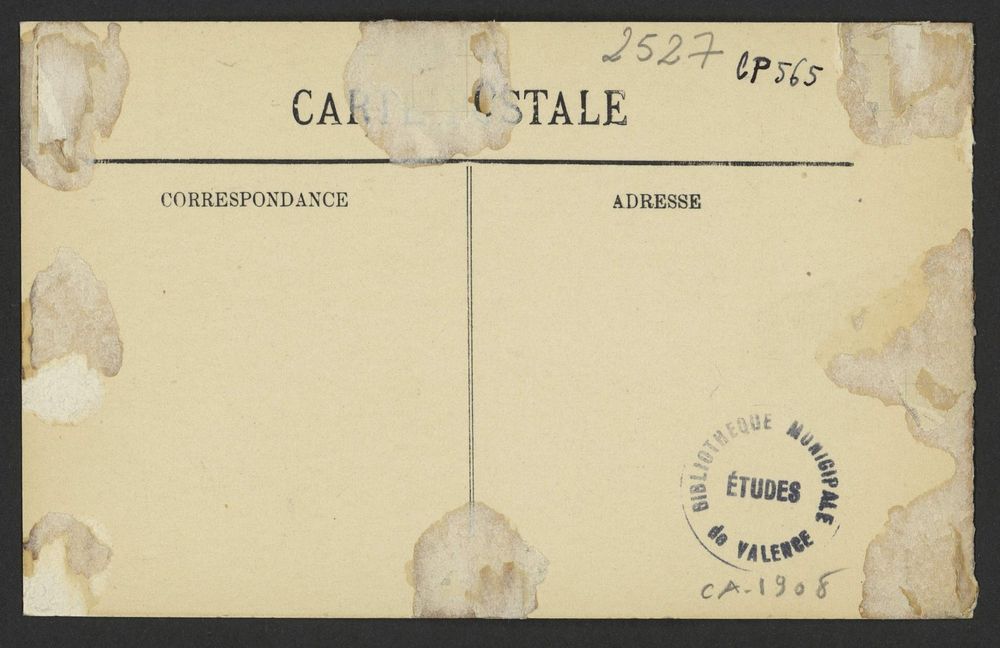 2527 CP565
CARTE POSTALE
CORRESPONDANCE
ADRESSE
BIBLIOTHEQUE MUNICIPALE
ÉTUDES
de VALENCE
CA-1908